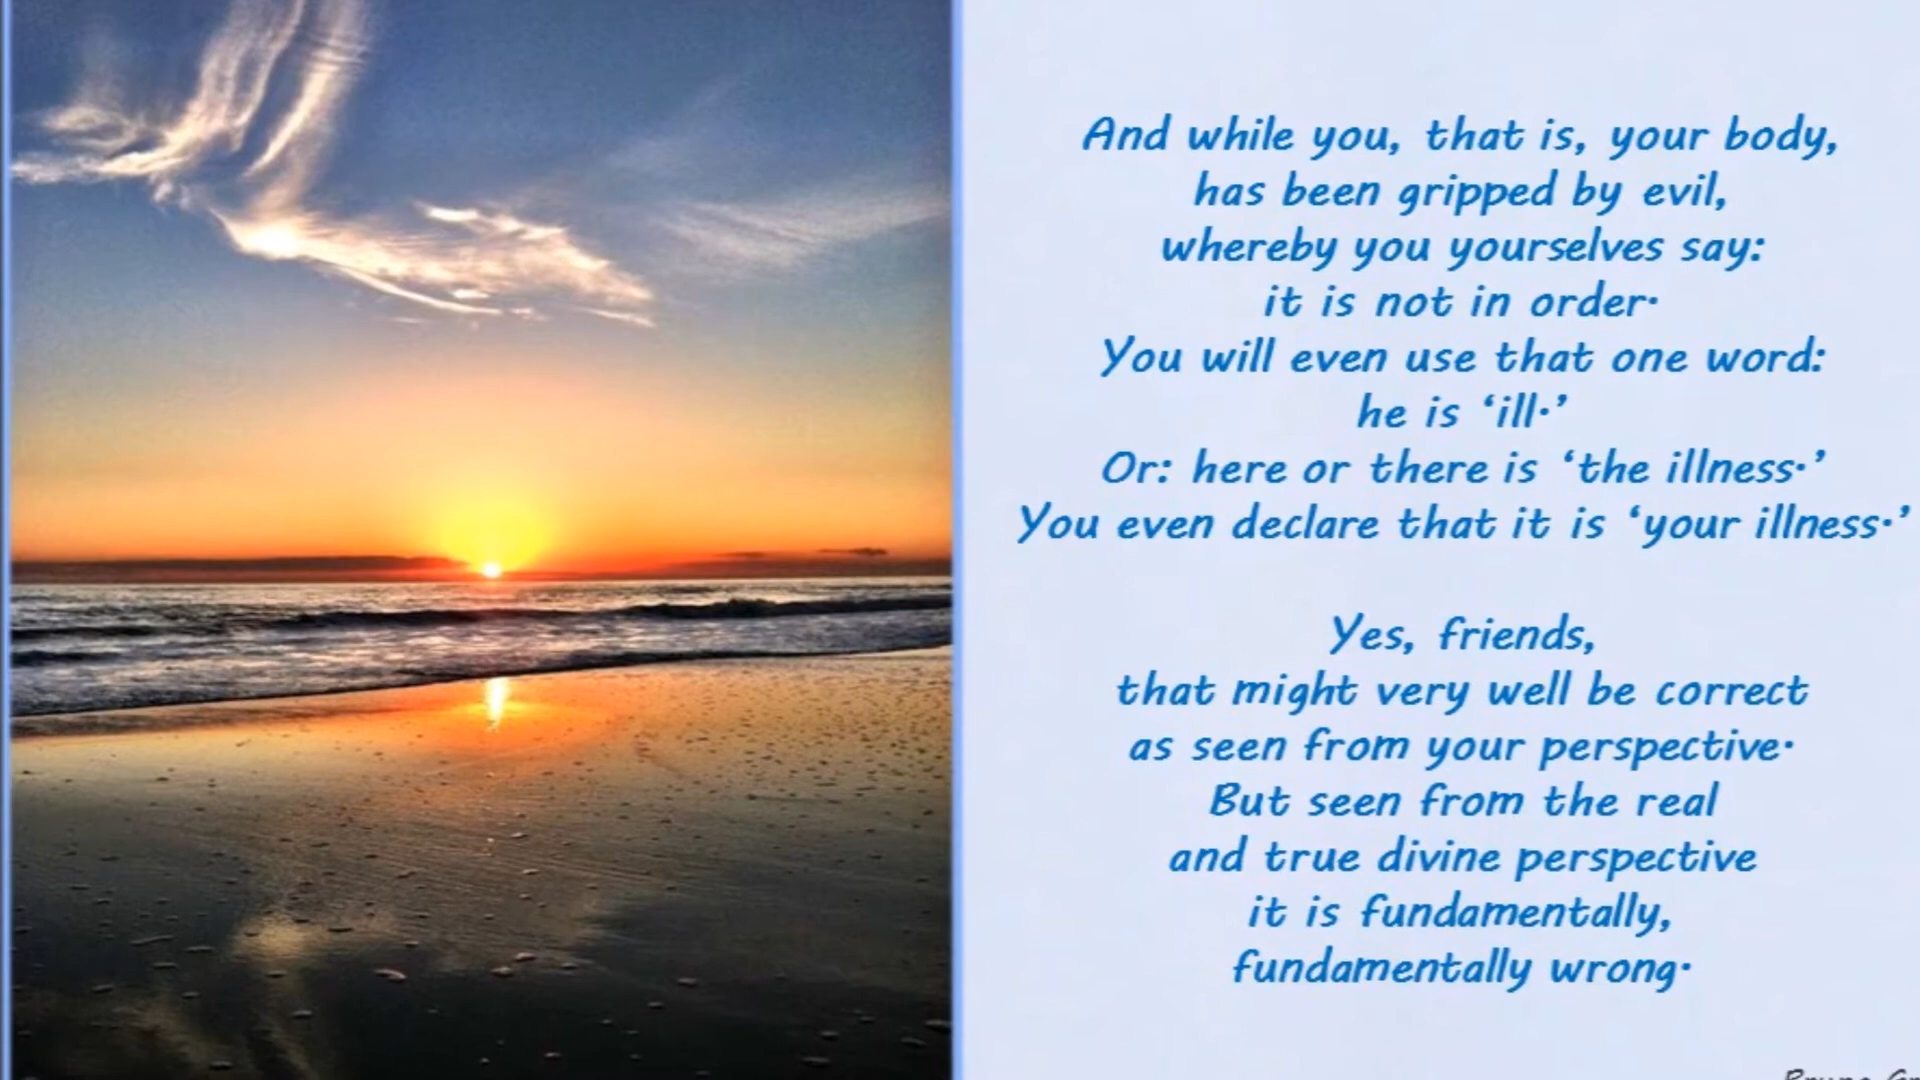 And while you, that is, your body,
has been gripped by evil,
whereby you yourselves say:
it is not in order·
You will even use that one word:
he is ‘ill·’
Or: here or there is ‘the illness·’
You even declare that it is ‘your illness·’
Yes, friends,
that might very well be correct
as seen from your perspective·
But seen from the real
and true divine perspective
it is fundamentally,
fundamentally wrong·